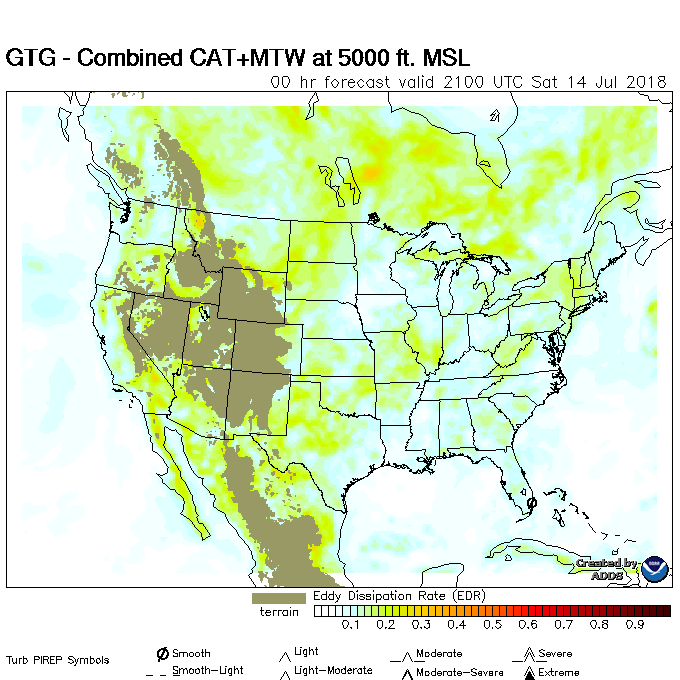 GTG - Combined CAT+MTW at 5000 ft. MSL
00 hr forecast valid 2100 UTC Sat 14 Jul 2018
Created by
ADDS
Eddy Dissipation Rate (EDR)
terrain
0.1 0.2 0.3 0.4 0.5 0.6 0.7 0.8 0.9
Turb PIREP Symbols
Smooth Light Moderate Severe
Smooth-Light Light-Moderate Moderate-Severe Extreme